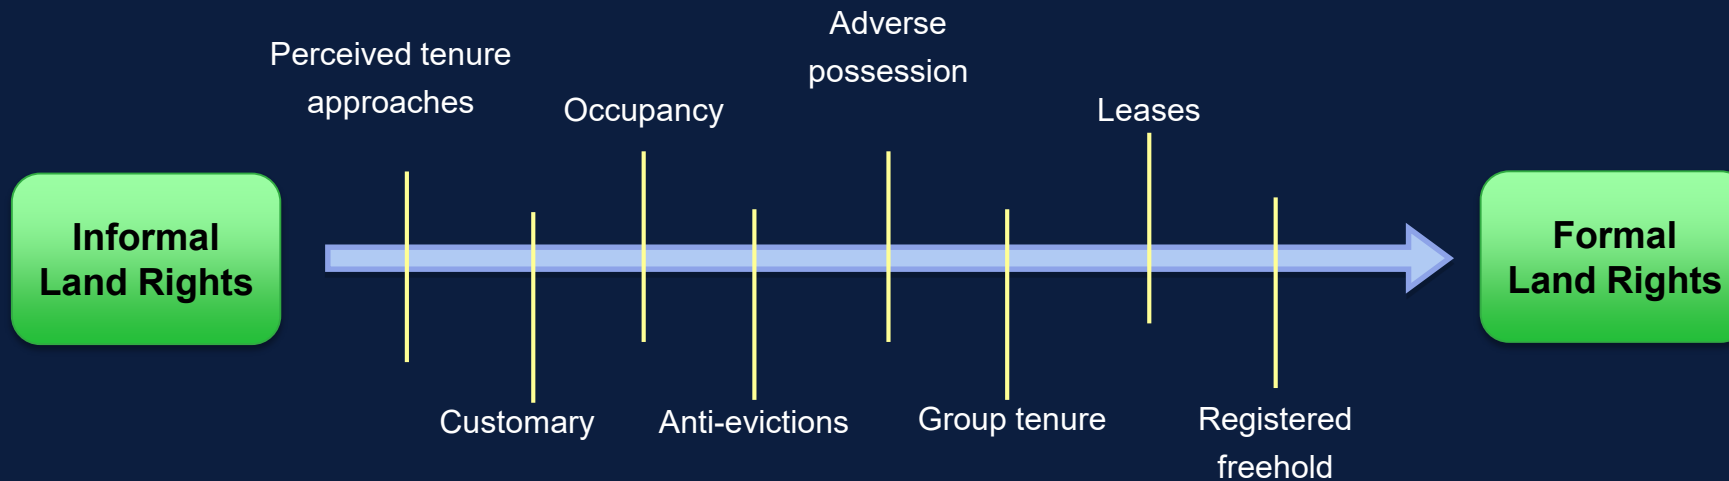 Adverse
possession
Perceived tenure
approaches
Occupancy
Leases
Informal
Land Rights
Formal
Land Rights
Customary
Anti-evictions
Group tenure
Registered
freehold